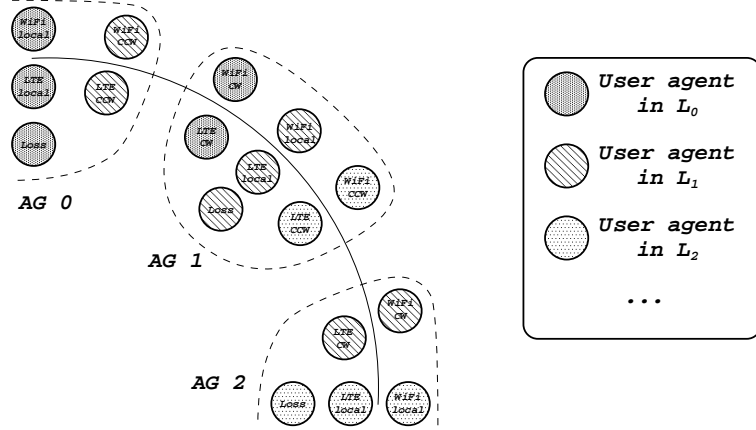 WiFi
local
WiFi
CCW
LTE
local
LTE
CCW
Loss
AG 0
WiFi
CW
LTE
CW
WiFi
local
LTE
local
Loss
WiFi
CCW
LTE
CCW
AG 1
WiFi
CW
LTE
CW
AG 2
Loss
LTE
local
WiFi
local
User agent
in L0
User agent
in L1
User agent
in L2
...